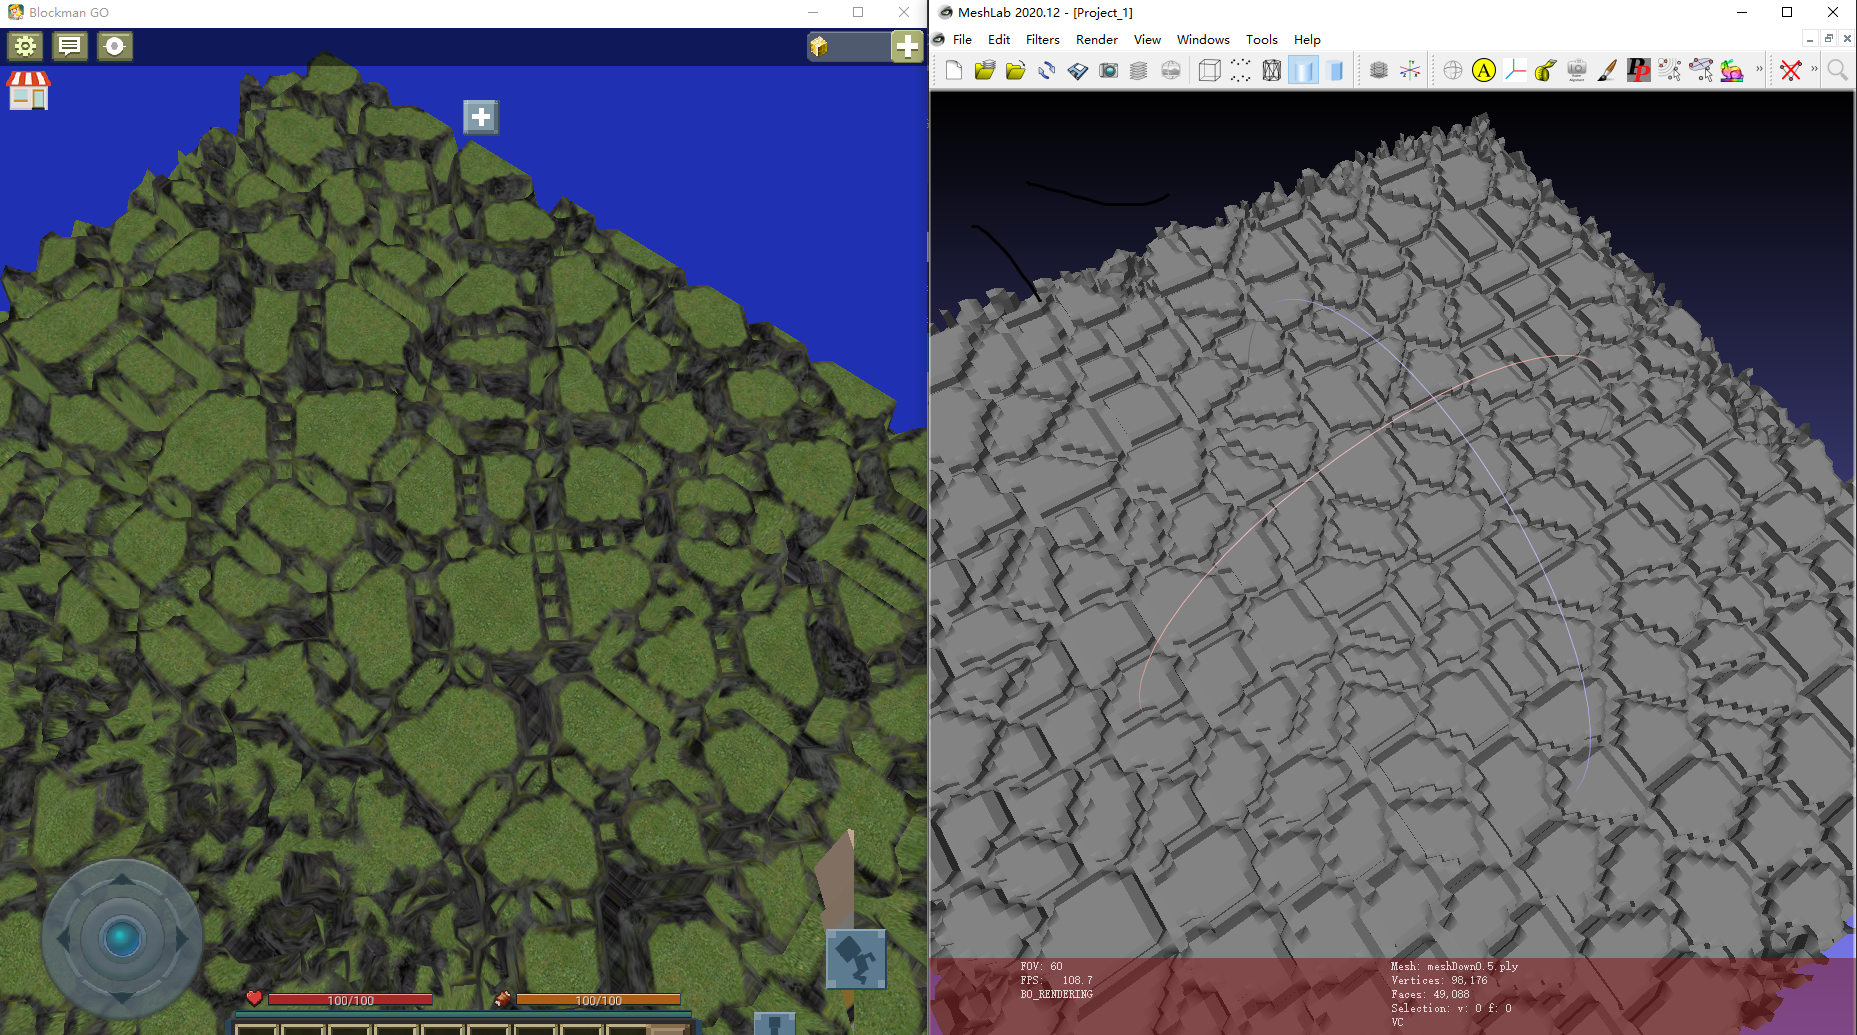 Blockman GO
100/100
100/100
MeshLab 2020.12 - [Project_1]
File Edit Filters Render View Windows Tools Help
A
PP
FOV: 60
FPS: 108.7
BO_RENDERING
Mesh: meshDown0.5.ply
Vertices: 98,176
Faces: 49,088
Selection: v: 0 f: 0
VC